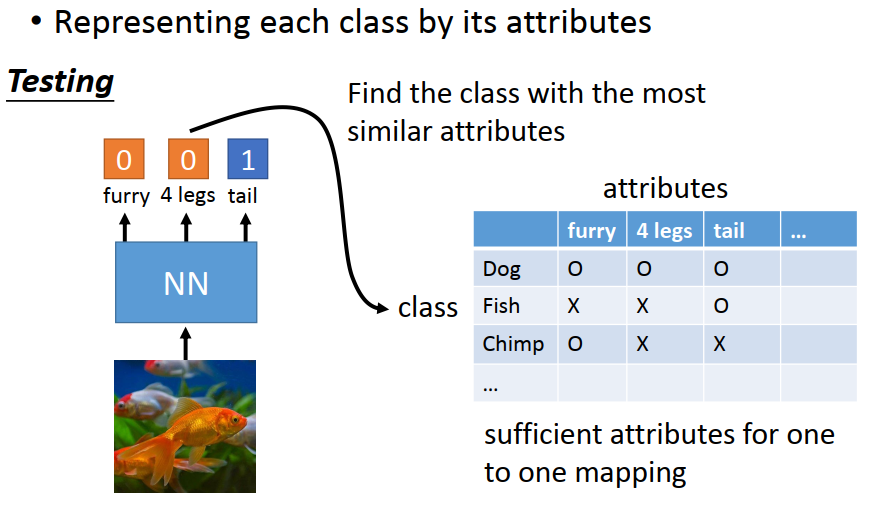 • Representing each class by its attributes
Testing
Find the class with the most
similar attributes
0 0 1
furry 4 legs tail
NN
class
attributes
furry 4 legs tail ...
Dog O O O
Fish X X O
Chimp O X X
...
sufficient attributes for one
to one mapping